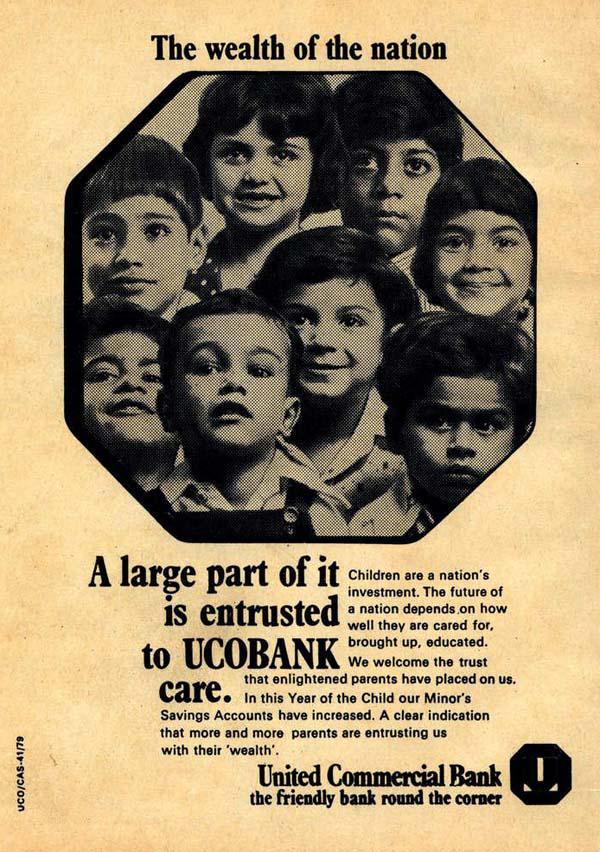 The wealth of the nation
A large part of it
is entrusted
to UCOBANK
care.
Children are a nation's
investment. The future of
a nation depends.on how
well they are cared for,
brought up, educated.
We welcome the trust
that enlightened parents have placed on us.
In this Year of the Child our Minor's
Savings Accounts have increased. A clear indication
that more and more parents are entrusting us
with their 'wealth'.
United Commercial Bank
the friendly bank round the corner
U
UCO/CAS-41/79